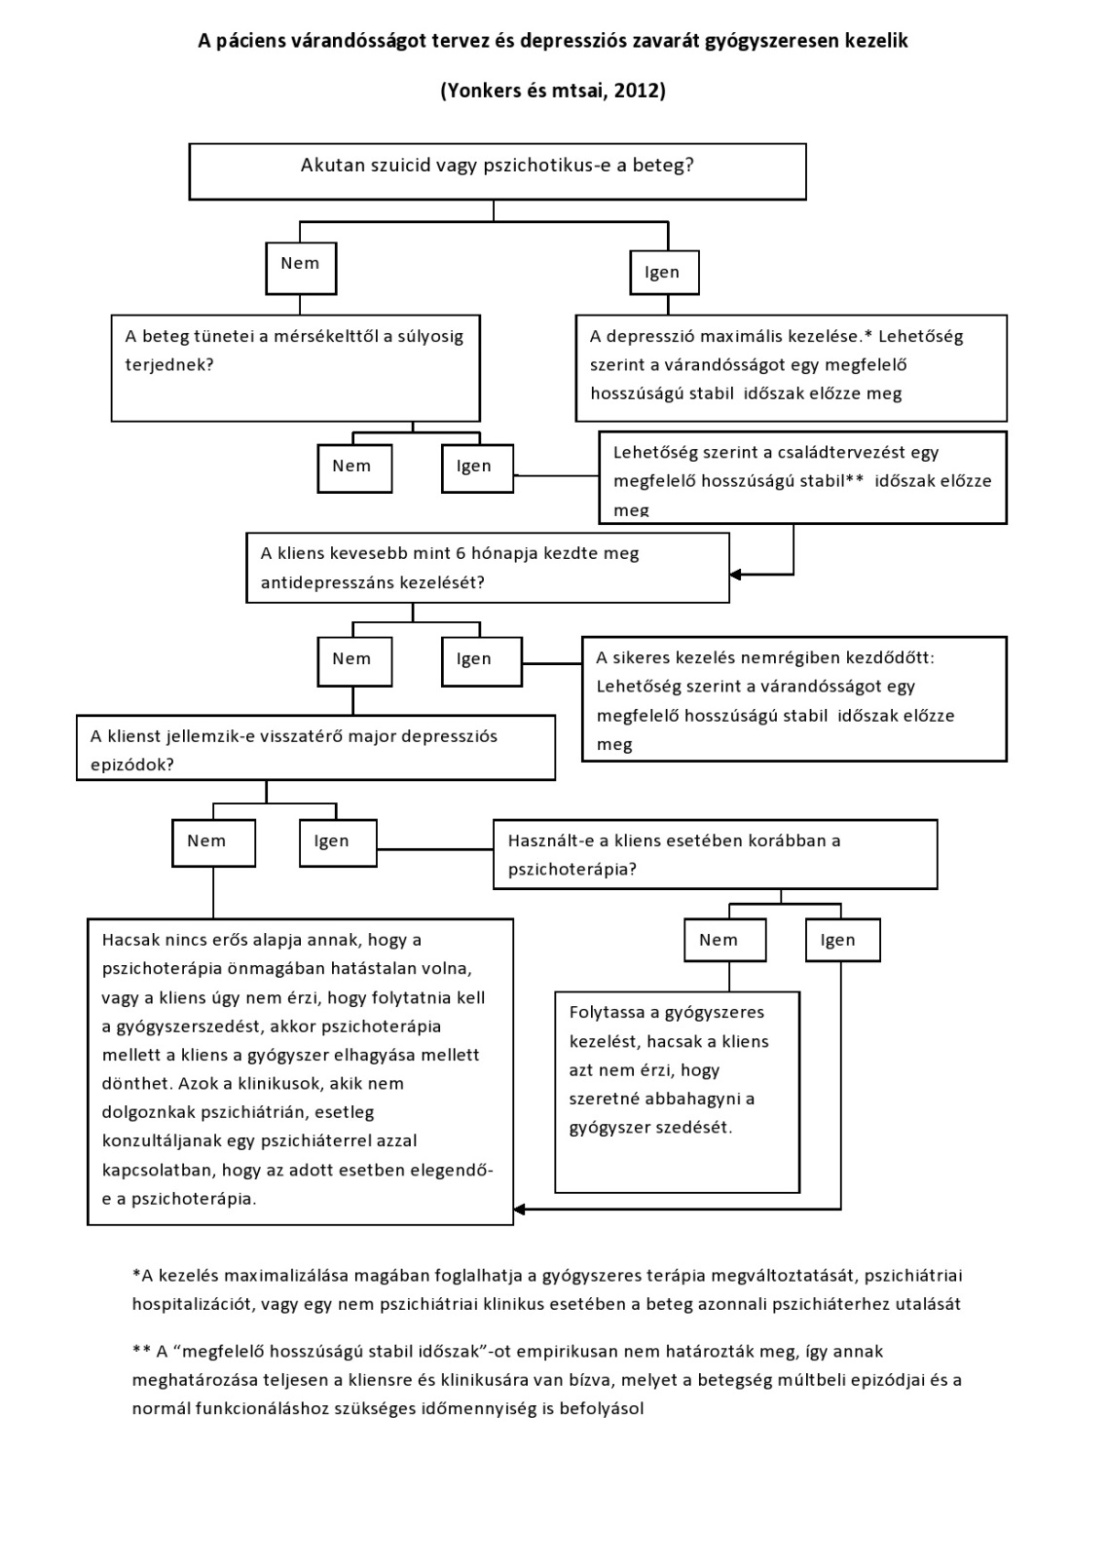 A páciens várandósságot tervez és depressziós zavarát gyógyszeresen kezelik
(Yonkers és mtsai, 2012)
Akutan szuicid vagy pszichotikus-e a beteg?
Nem
Igen
A beteg tünetei a mérsékelttől a súlyosig
terjednek?
A depresszió maximális kezelése.* Lehetőség
szerint a várandósságot egy megfelelő
hosszúságú stabil időszak előzze meg
Nem
Igen
Lehetőség szerint a családtervezést egy
megfelelő hosszúságú stabil** időszak előzze
meg
A kliens kevesebb mint 6 hónapja kezdte meg
antidepresszáns kezelését?
Nem
Igen
A sikeres kezelés nemrégiben kezdődőtt:
Lehetőség szerint a várandósságot egy
megfelelő hosszúságú stabil időszak előzze
meg
A klienst jellemzik-e visszatérő major depressziós
epizódok?
Nem
Igen
Használt-e a kliens esetében korábban a
pszichoterápia?
Nem
Igen
Hacsak nincs erős alapja annak, hogy a
pszichoterápia önmagában hatástalan volna,
vagy a kliens úgy nem érzi, hogy folytatnia kell
a gyógyszerszedést, akkor pszichoterápia
mellett a kliens a gyógyszer elhagyása mellett
dönthet. Azok a klinikusok, akik nem
dolgoznkak pszichiátrián, esetleg
konzultáljanak egy pszichiáterrel azzal
kapcsolatban, hogy az adott esetben elegendő-
e a pszichoterápia.
Folytassa a gyógyszeres
kezelést, hacsak a kliens
azt nem érzi, hogy
szeretné abbahagyni a
gyógyszer szedését.
*A kezelés maximalizálása magában foglalhatja a gyógyszeres terápia megváltoztatását, pszichiátriai
hospitalizációt, vagy egy nem pszichiátriai klinikus esetében a beteg azonnali pszichiáterhez utalását
** A “megfelelő hosszúságú stabil időszak”-ot empirikusan nem határozták meg, így annak
meghatározása teljesen a kliensre és klinikusára van bízva, melyet a betegség múltbeli epizódjai és a
normál funkcionáláshoz szükséges időmennyiség is befolyásol